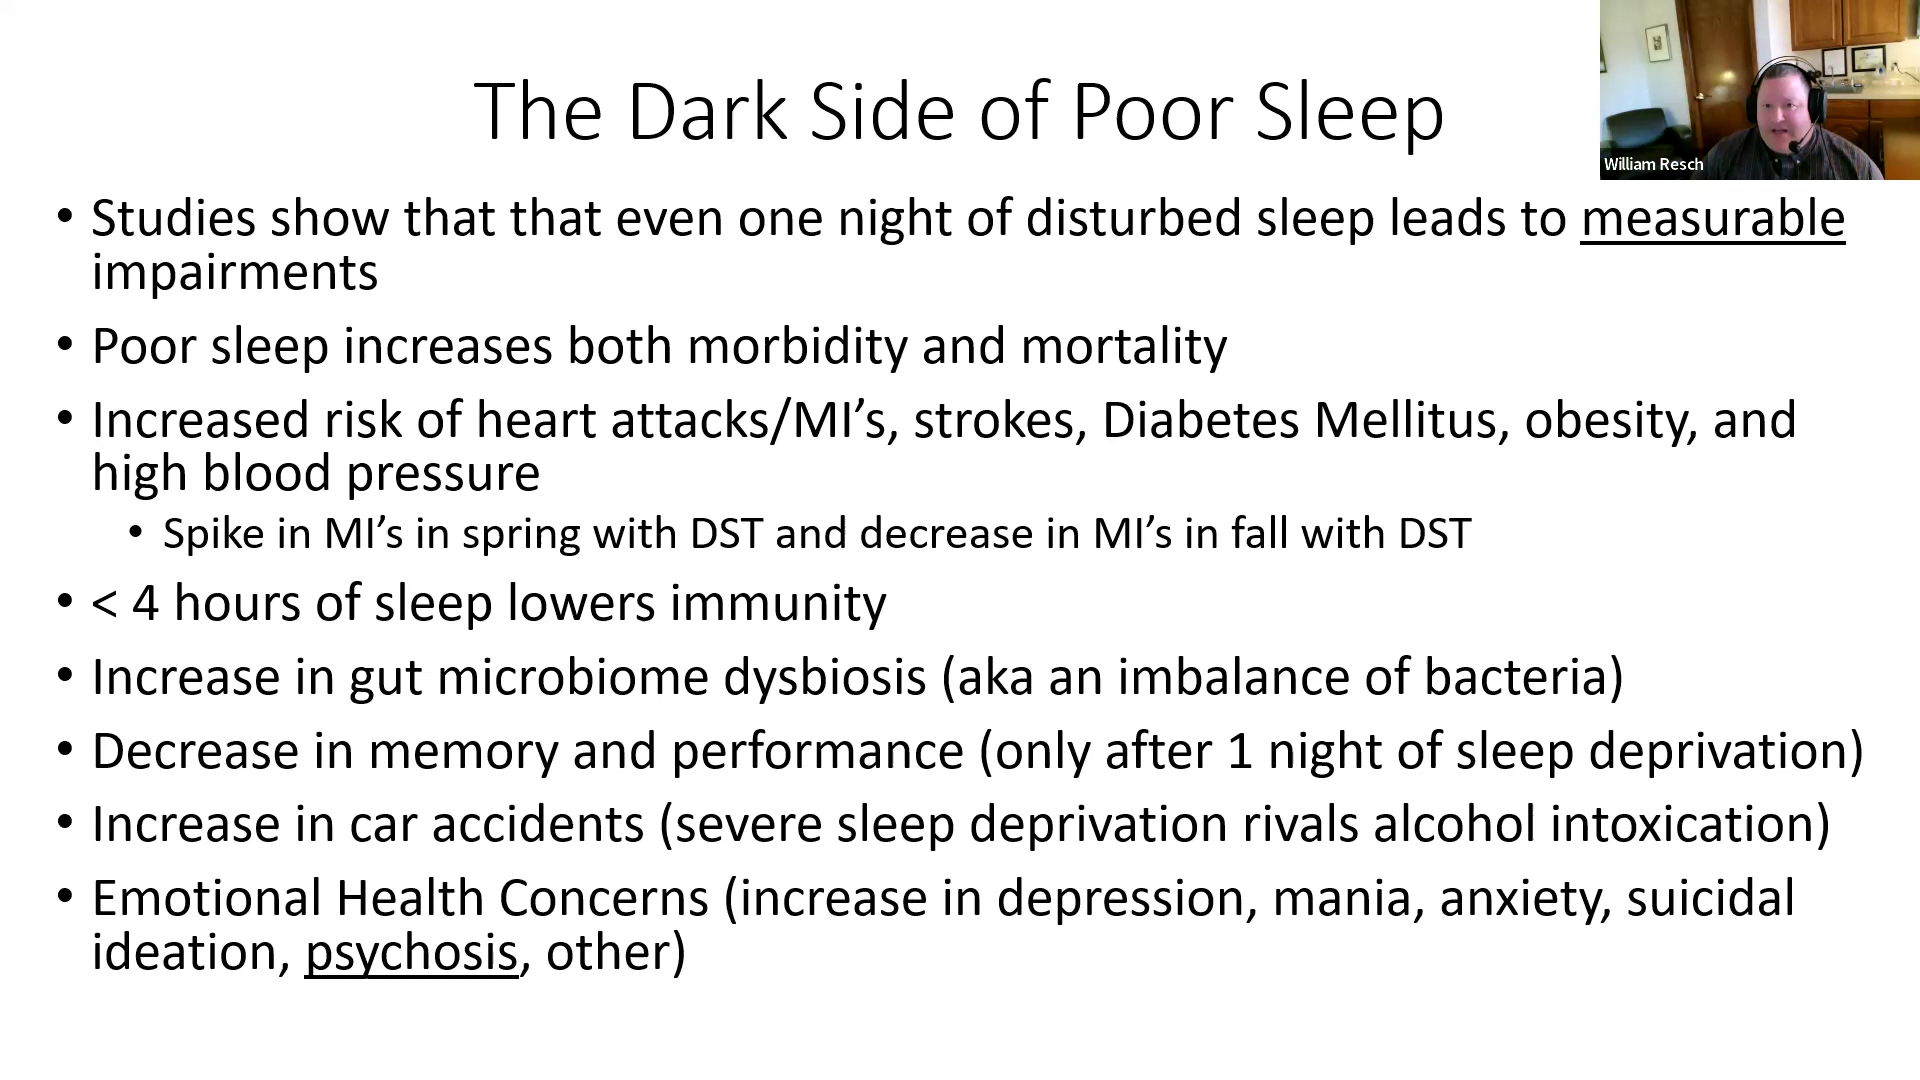 The Dark Side of Poor Sleep
William Resch
• Studies show that that even one night of disturbed sleep leads to measurable
impairments
• Poor sleep increases both morbidity and mortality
• Increased risk of heart attacks/MI’s, strokes, Diabetes Mellitus, obesity, and
high blood pressure
• Spike in MI’s in spring with DST and decrease in MI’s in fall with DST
• < 4 hours of sleep lowers immunity
• Increase in gut microbiome dysbiosis (aka an imbalance of bacteria)
• Decrease in memory and performance (only after 1 night of sleep deprivation)
• Increase in car accidents (severe sleep deprivation rivals alcohol intoxication)
• Emotional Health Concerns (increase in depression, mania, anxiety, suicidal
ideation, psychosis, other)